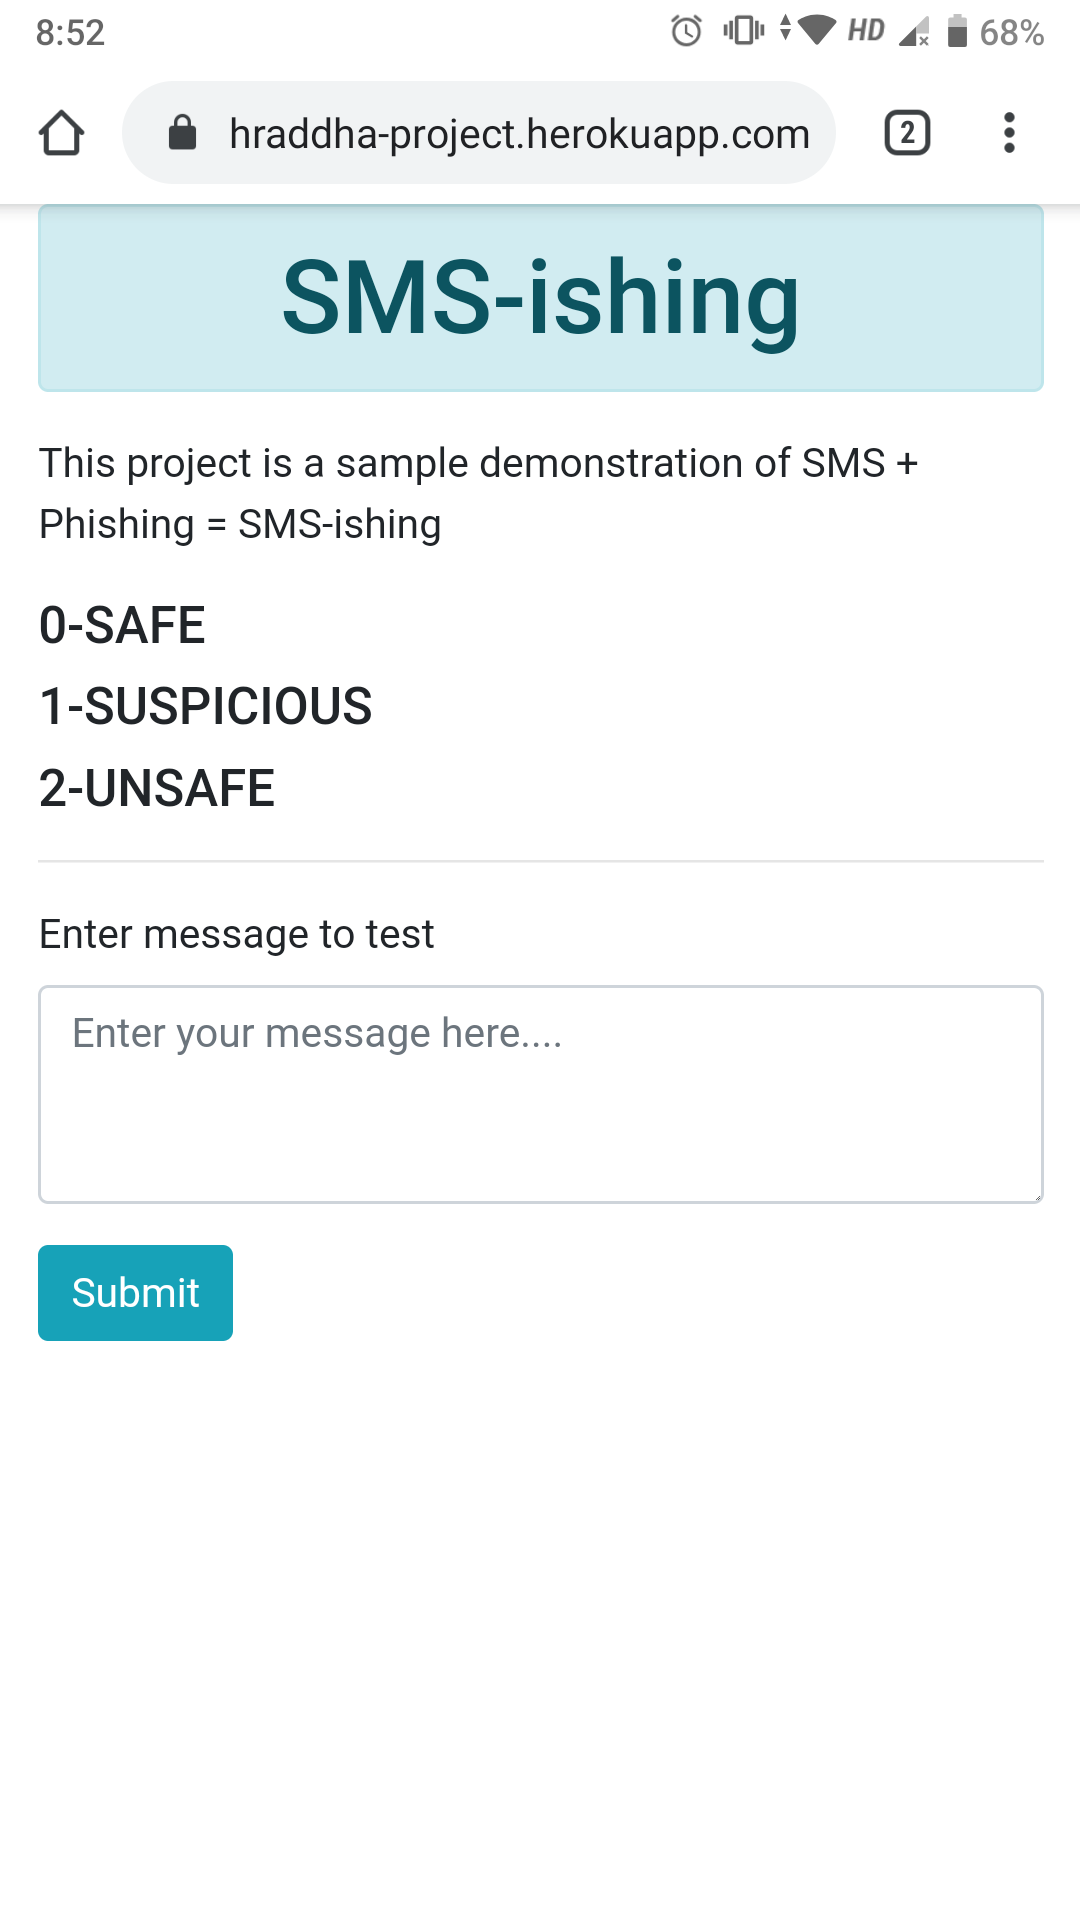 8:52
HD
68%
hraddha-project.herokuapp.com
2
SMS-ishing
This project is a sample demonstration of SMS +
Phishing = SMS-ishing
0-SAFE
1-SUSPICIOUS
2-UNSAFE
Enter message to test
Enter your message here....
Submit